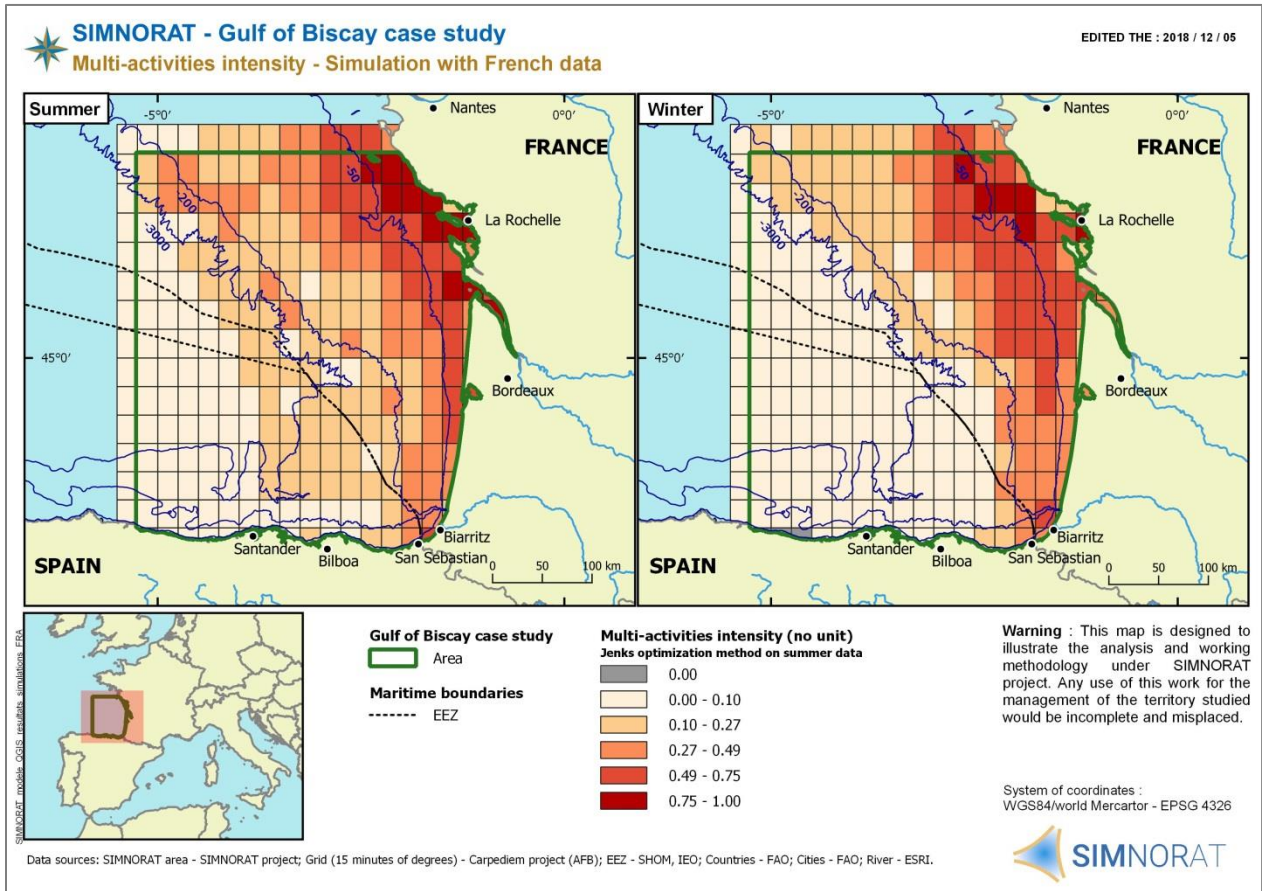 SIMNORAT - Gulf of Biscay case study
EDITED THE : 2018 / 12 / 05
Multi-activities intensity - Simulation with French data
Summer
-5°0'
0°0'
Nantes
FRANCE
-50
-200
-3000
La Rochelle
45°0'
Bordeaux
Biarritz
Santander
San Sébastian
Bilboa
SPAIN
0 50 100 km
Winter
-5°0'
0°0'
Nantes
FRANCE
-50
-200
-3000
La Rochelle
45°0'
Bordeaux
Biarritz
Santander
San Sébastian
Bilboa
SPAIN
0 50 100 km
SIMNORAT_modele_QGIS_resultats_simulations_FRA
Gulf of Biscay case study
Area
Maritime boundaries
EEZ
Multi-activities intensity (no unit)
Jenks optimization method on summer data
0.00
0.00 - 0.10
0.10 - 0.27
0.27 - 0.49
0.49 - 0.75
0.75 - 1.00
Warning : This map is designed to
illustrate the analysis and working
methodology under SIMNORAT
project. Any use of this work for the
management of the territory studied
would be incomplete and misplaced.
System of coordinates :
WGS84/world Mercartor - EPSG 4326
SIMNORAT
Data sources: SIMNORAT area - SIMNORAT project; Grid (15 minutes of degrees) - Carpediem project (AFB); EEZ - SHOM, IEO; Countries - FAO; Cities - FAO; River - ESRI.